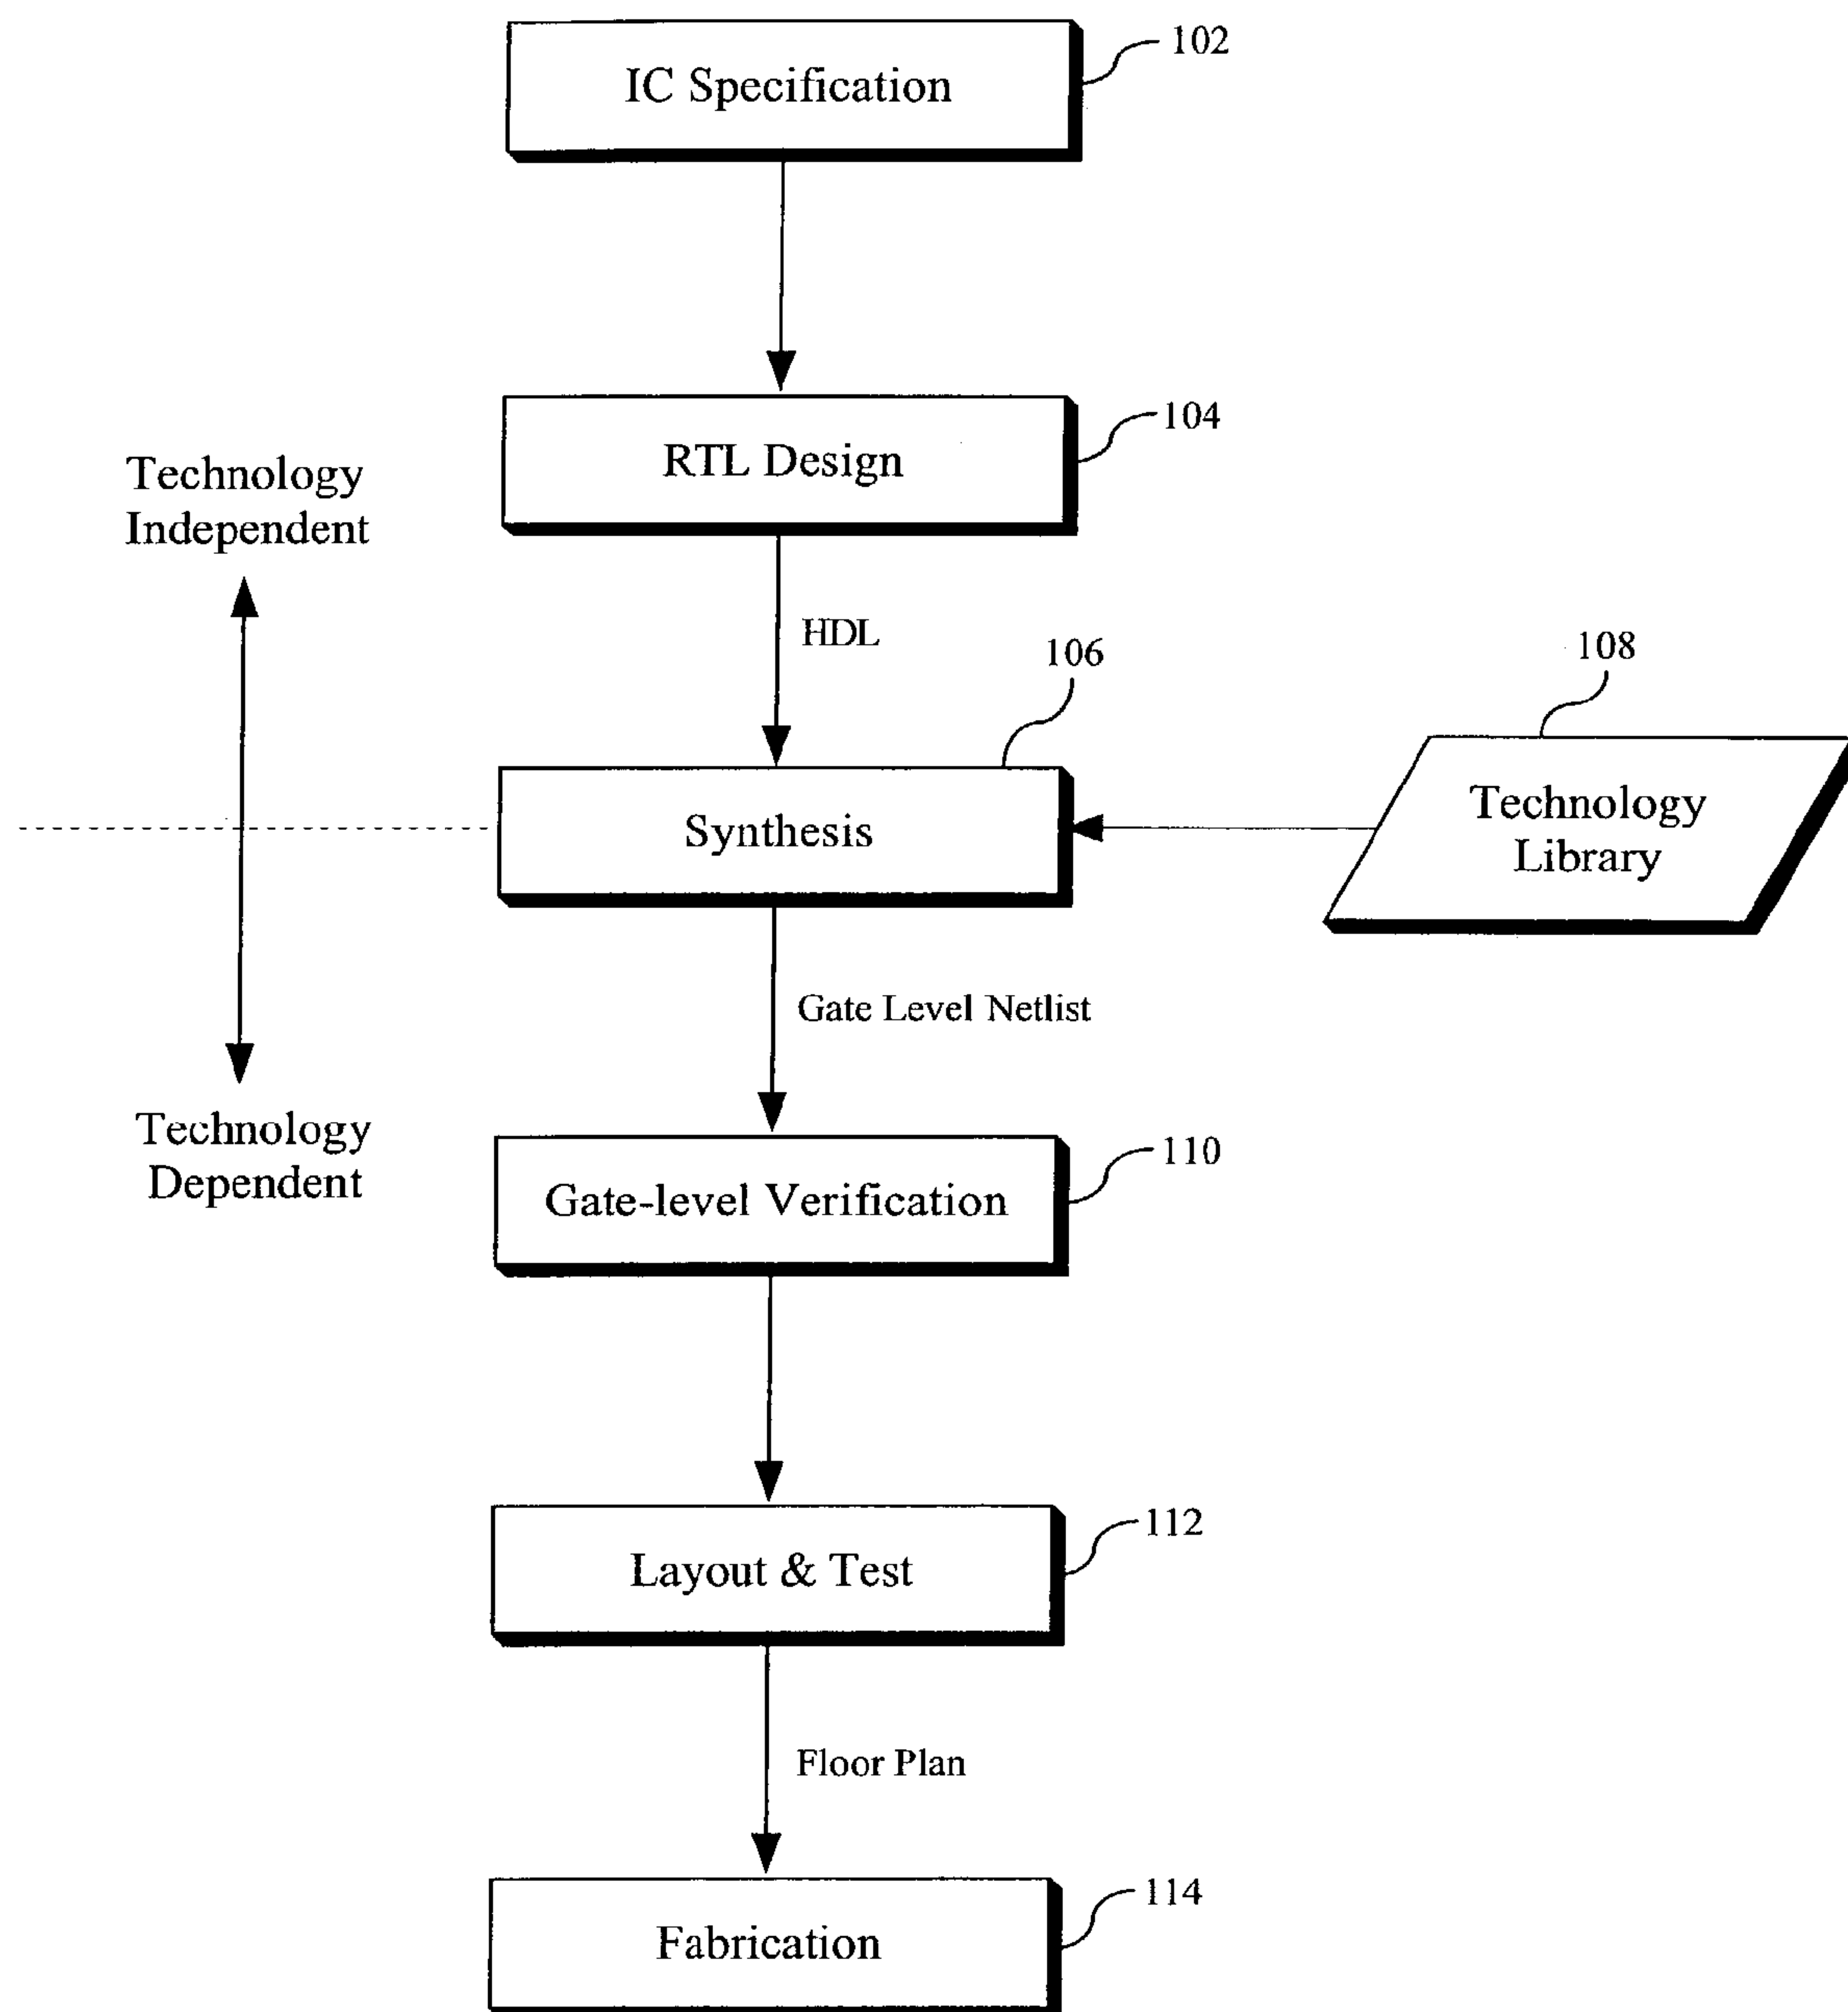 IC Specification
102
RTL Design
104
Technology
Independent
HDL
106
108
Synthesis
Technology
Library
Gate Level Netlist
Technology
Dependent
Gate-level Verification
110
Layout & Test
112
Floor Plan
Fabrication
114